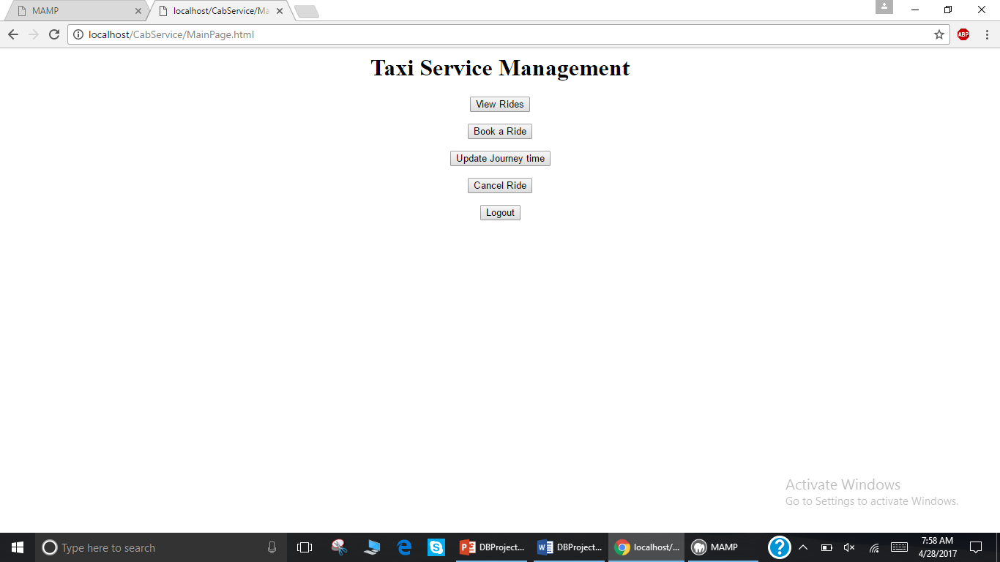 MAMP
localhost/CabService/Ma
localhost/CabService/MainPage.html
ABP
Taxi Service Management
View Rides
Book a Ride
Update Journey time
Cancel Ride
Logout
Activate Windows
Go to Settings to activate Windows.
Type here to search
DBProject...
DBProject...
localhost/...
MAMP
7:58 AM
4/28/2017